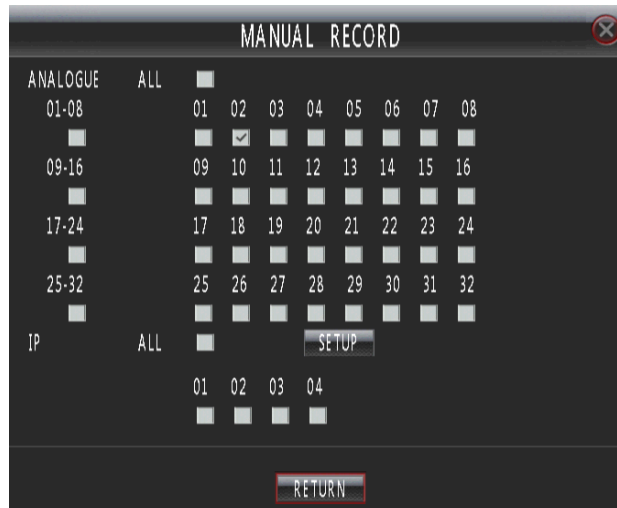 MANUAL RECORD
ANALOGUE ALL
01-08 01 02 03 04 05 06 07 08
09-16 09 10 11 12 13 14 15 16
17-24 17 18 19 20 21 22 23 24
25-32 25 26 27 28 29 30 31 32
IP ALL SETUP
01 02 03 04
RETURN